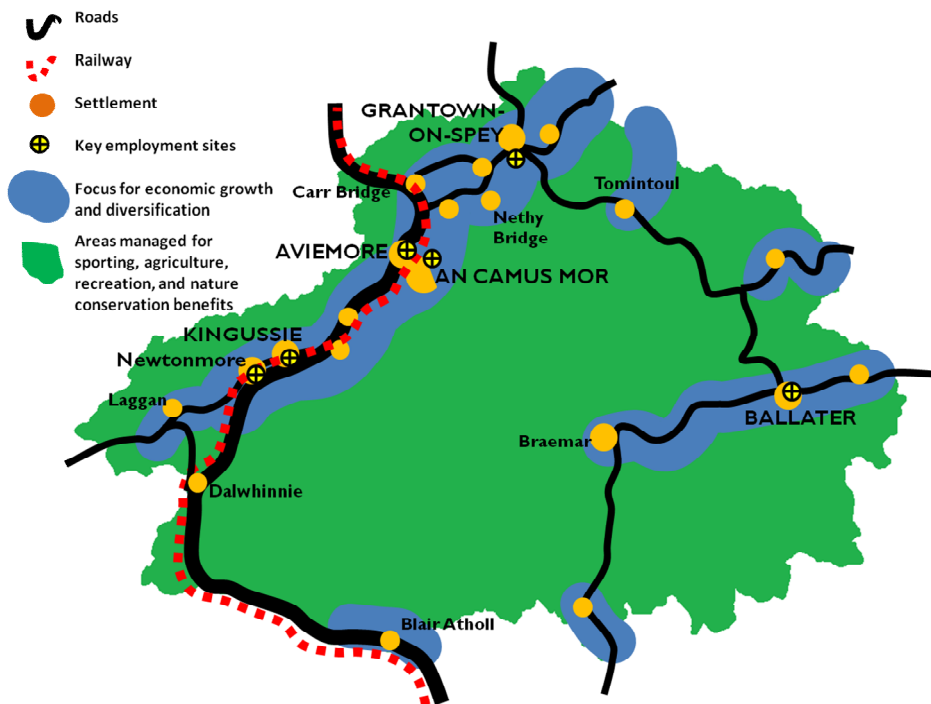 Roads
Railway
Settlement
Key employment sites
Focus for economic growth
and diversification
Areas managed for
sporting, agriculture,
recreation, and nature
conservation benefits
GRANTOWN-
ON-SPEY
Carr Bridge
Tomintoul
Nethy
Bridge
AVIEMORE
AN CAMUS MOR
KINGUSSIE
Newtonmore
Laggan
BALLATER
Braemar
Dalwhinnie
Blair Atholl